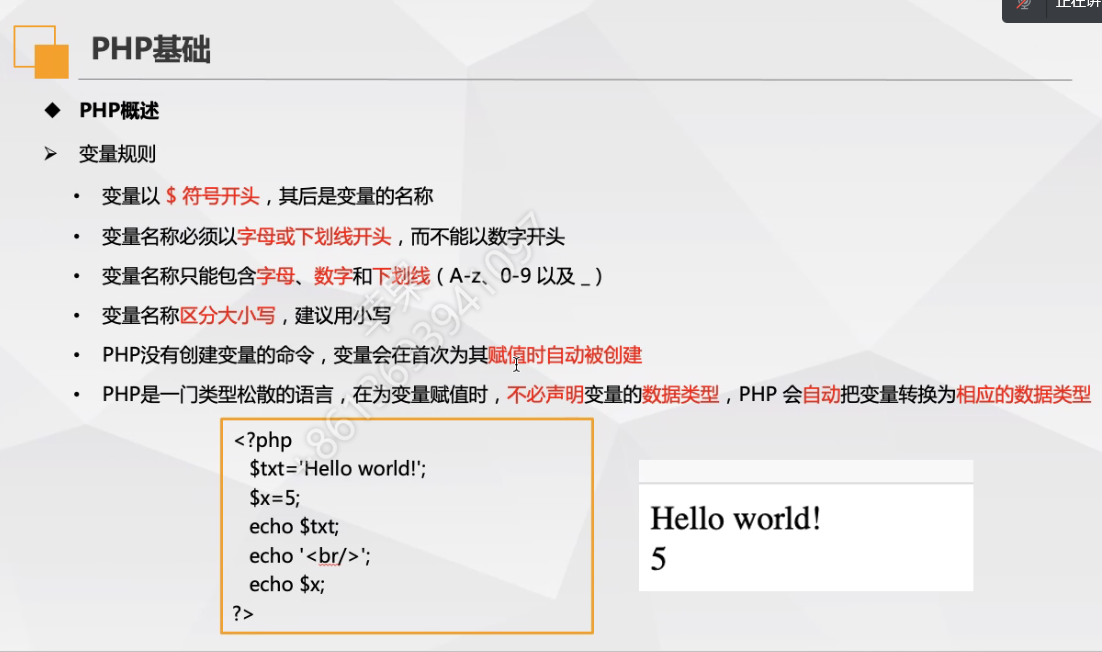 正在讲
PHP基础
◆ PHP概述
➢ 变量规则
• 变量以 $ 符号开头，其后是变量的名称
• 变量名称必须以字母或下划线开头，而不能以数字开头
• 变量名称只能包含字母、数字和下划线（A-z、0-9 以及 _ ）
• 变量名称区分大小写，建议用小写
• PHP没有创建变量的命令，变量会在首次为其赋值时自动被创建
• PHP是一门类型松散的语言，在为变量赋值时，不必声明变量的数据类型，PHP 会自动把变量转换为相应的数据类型
<?php
$txt='Hello world!';
$x=5;
echo $txt;
echo '<br/>';
echo $x;
?>
Hello world!
5